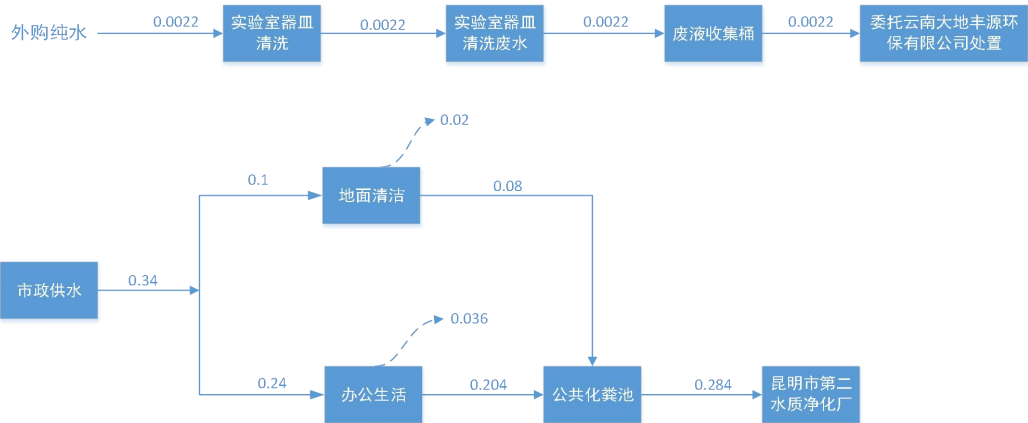 外购纯水
0.0022
实验室器皿
清洗
0.0022
实验室器皿
清洗废水
0.0022
废液收集桶
0.0022
委托云南大地丰源环
保有限公司处置
0.02
0.1
地面清洁
0.08
市政供水
0.34
0.036
0.24
办公生活
0.204
公共化粪池
0.284
昆明市第二
水质净化厂